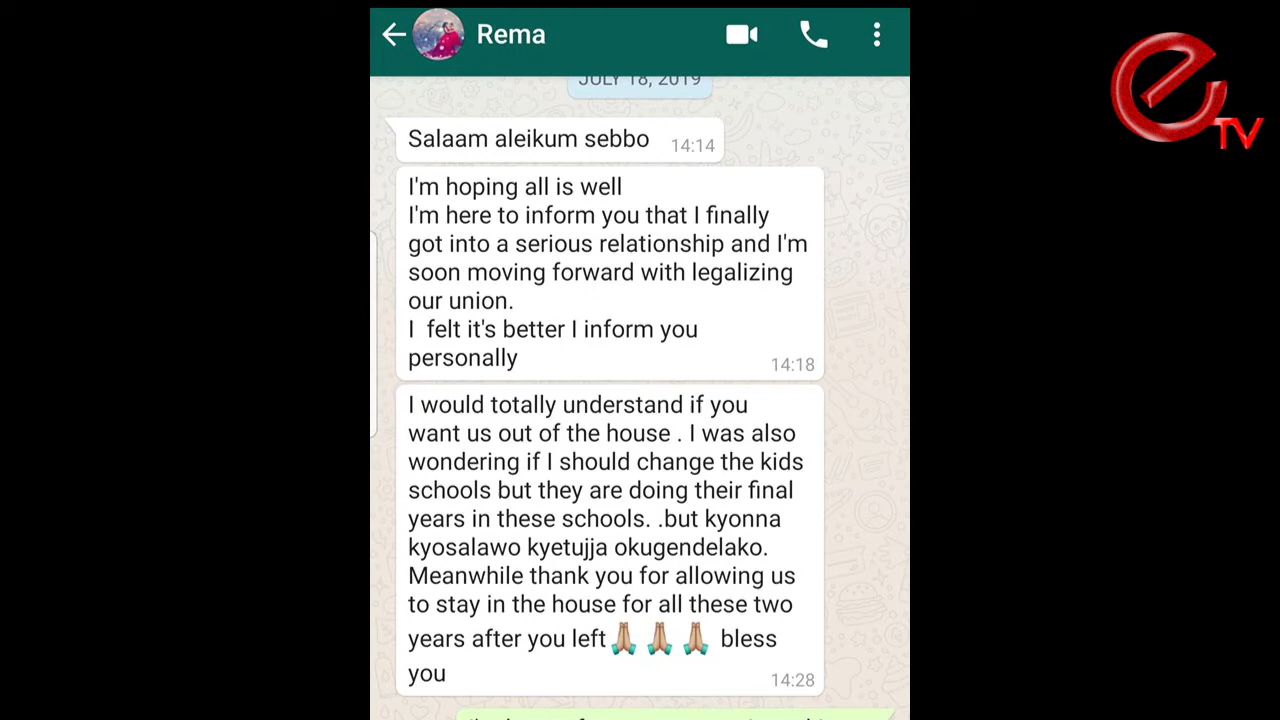 Rema
JULY 18, 2019
Salaam aleikum sebbo 14:14
I'm hoping all is well
I'm here to inform you that I finally
got into a serious relationship and I'm
soon moving forward with legalizing
our union.
I felt it's better I inform you
personally 14:18
I would totally understand if you
want us out of the house . I was also
wondering if I should change the kids
schools but they are doing their final
years in these schools. .but kyonna
kyosalawo kyetujja okugendelako.
Meanwhile thank you for allowing us
to stay in the house for all these two
years after you left🙏🏼 🙏🏼 🙏🏼 bless
you 14:28
e TV